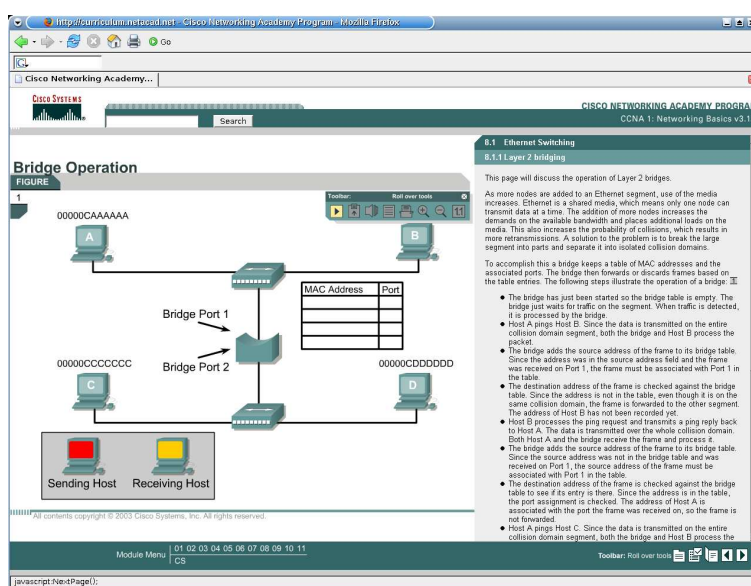 http://curriculum.netacad.net - Cisco Networking Academy Program - Mozilla Firefox
Go
G
Cisco Networking Academy...
CISCO SYSTEMS
Search
CISCO NETWORKING ACADEMY PROGRA
CCNA 1: Networking Basics v3.1
Bridge Operation
FIGURE
1
Toolbar: Roll over tools
1:1
00000CAAAAAA
A
B
MAC Address Port
Bridge Port 1
Bridge Port 2
00000CCCCCCC
C
00000CDDDDDD
D
Sending Host Receiving Host
All contents copyright © 2003 Cisco Systems, Inc. All rights reserved.
8.1 Ethernet Switching
8.1.1 Layer 2 bridging
This page will discuss the operation of Layer 2 bridges.
As more nodes are added to an Ethernet segment, use of the media
increases. Ethernet is a shared media, which means only one node can
transmit data at a time. The addition of more nodes increases the
demands on the available bandwidth and places additional loads on the
media. This also increases the probability of collisions, which results in
more retransmissions. A solution to the problem is to break the large
segment into parts and separate it into isolated collision domains.
To accomplish this a bridge keeps a table of MAC addresses and the
associated ports. The bridge then forwards or discards frames based on
the table entries. The following steps illustrate the operation of a bridge: 1
● The bridge has just been started so the bridge table is empty. The
bridge just waits for traffic on the segment. When traffic is detected,
it is processed by the bridge.
● Host A pings Host B. Since the data is transmitted on the entire
collision domain segment, both the bridge and Host B process the
packet.
● The bridge adds the source address of the frame to its bridge table.
Since the address was in the source address field and the frame
was received on Port 1, the frame must be associated with Port 1 in
the table.
● The destination address of the frame is checked against the bridge
table. Since the address is not in the table, even though it is on the
same collision domain, the frame is forwarded to the other segment.
The address of Host B has not been recorded yet.
● Host B processes the ping request and transmits a ping reply back
to Host A. The data is transmitted over the whole collision domain.
Both Host A and the bridge receive the frame and process it.
● The bridge adds the source address of the frame to its bridge table.
Since the source address was not in the bridge table and was
received on Port 1, the source address of the frame must be
associated with Port 1 in the table.
● The destination address of the frame is checked against the bridge
table to see if its entry is there. Since the address is in the table,
the port assignment is checked. The address of Host A is
associated with the port the frame was received on, so the frame is
not forwarded.
● Host A pings Host C. Since the data is transmitted on the entire
collision domain segment, both the bridge and Host B process the
Module Menu 01 02 03 04 05 06 07 08 09 10 11
CS
Toolbar: Roll over tools
javascript:NextPage();